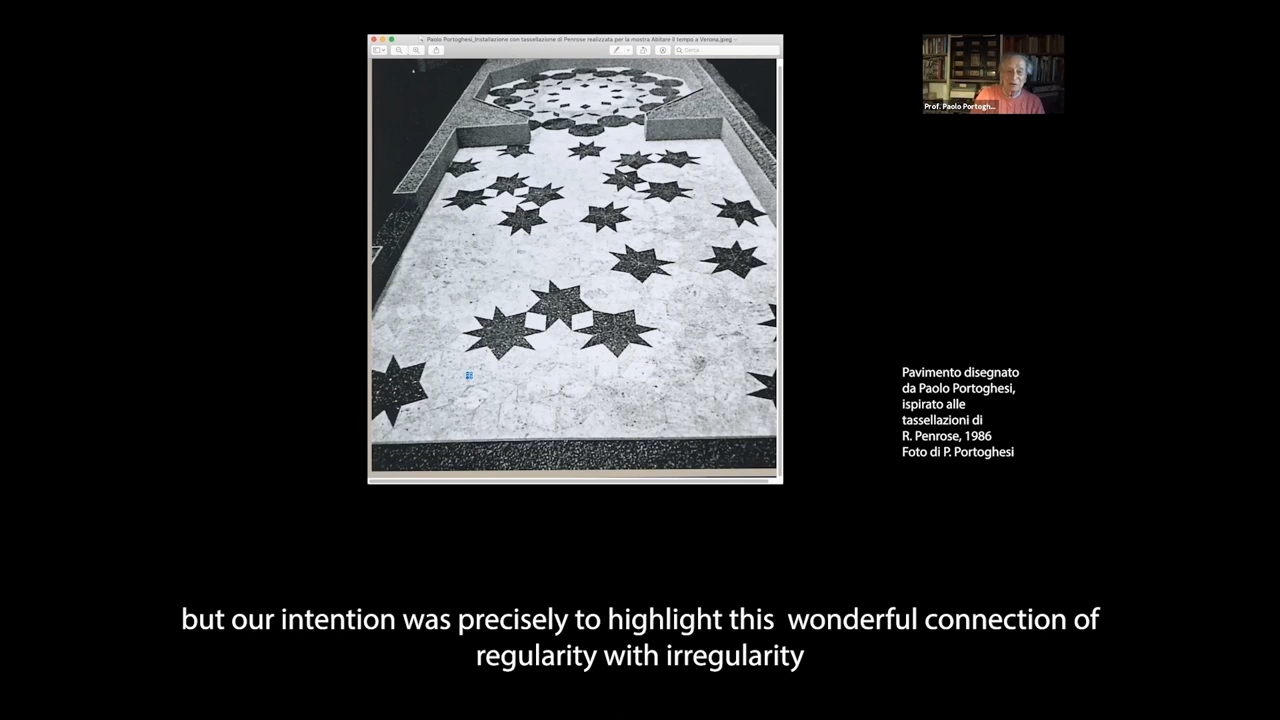 Paolo Portoghesi_Installazione con tassellazione di Penrose realizzata per la mostra Abitare il tempo a Verona.jpeg
Cerca
Prof. Paolo Portogh...
Pavimento disegnato
da Paolo Portoghesi,
ispirato alle
tassellazioni di
R. Penrose, 1986
Foto di P. Portoghesi
but our intention was precisely to highlight this  wonderful connection of
regularity with irregularity